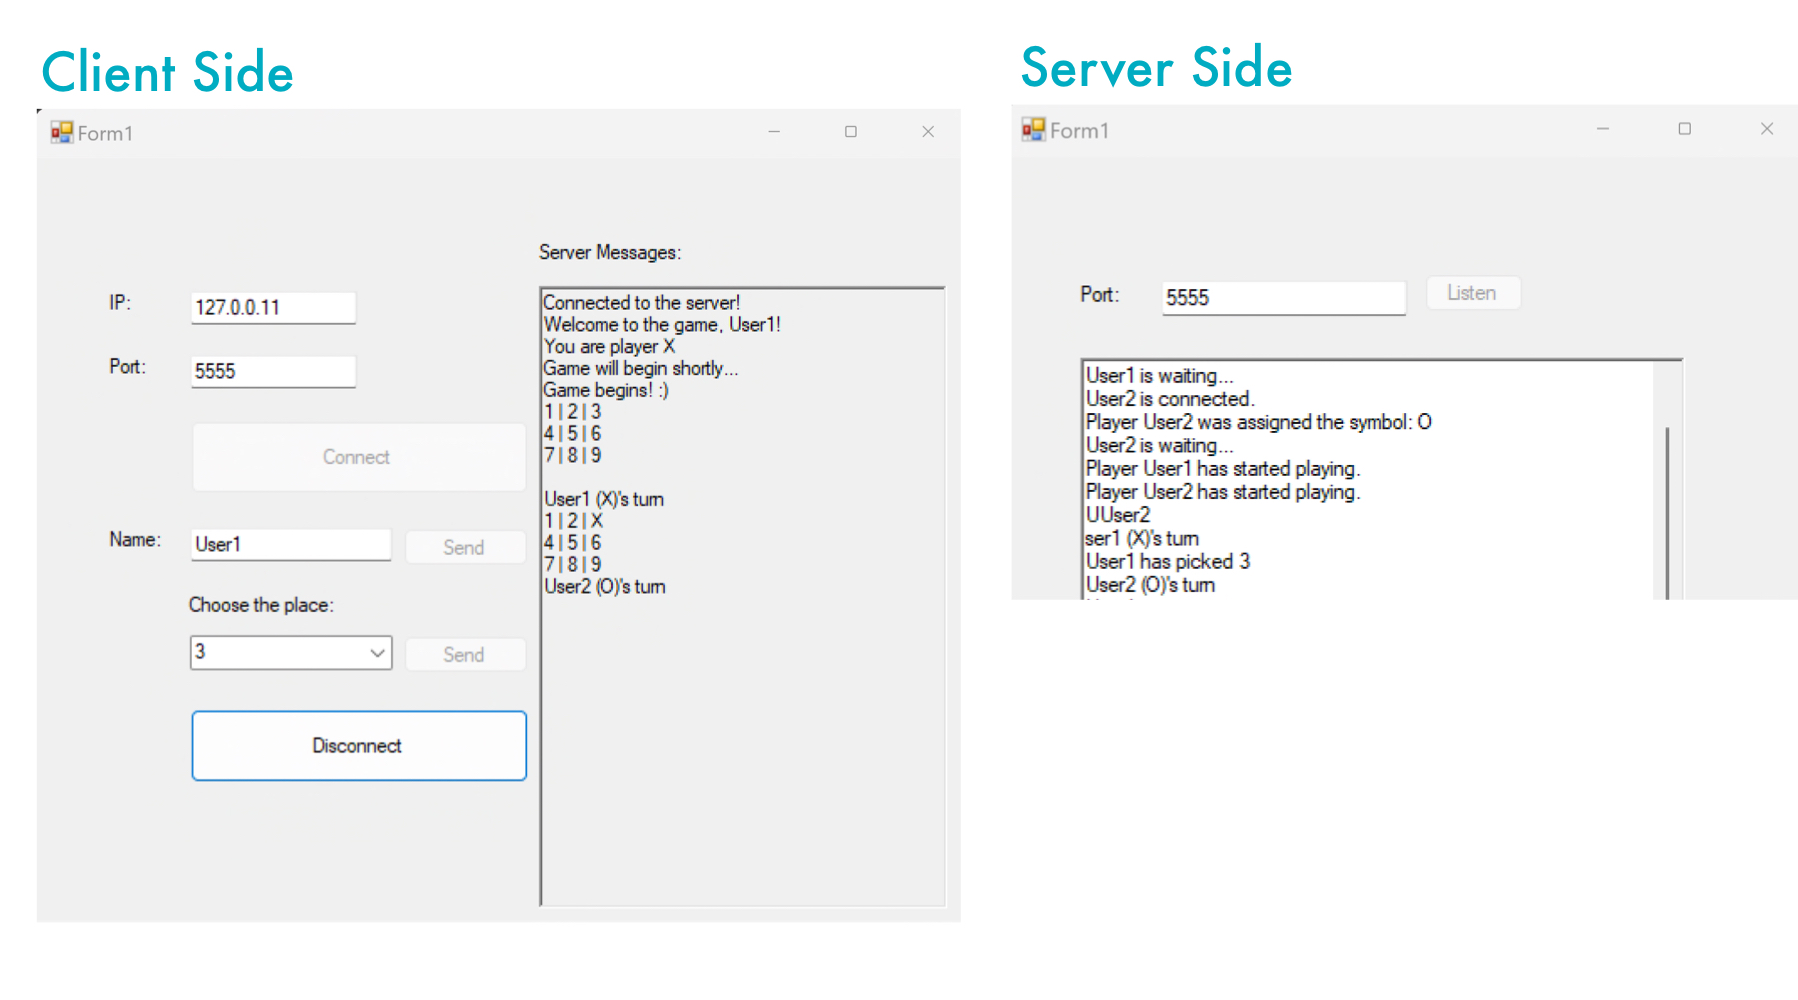 Client Side
Form1
IP:
127.0.0.11
Port:
5555
Connect
Name:
User1
Send
Choose the place:
3
Send
Disconnect
Server Messages:
Connected to the server!
Welcome to the game, User1!
You are player X
Game will begin shortly...
Game begins! :)
1 | 2 | 3
4 | 5 | 6
7 | 8 | 9
User1 (X)'s turn
1 | 2 | X
4 | 5 | 6
7 | 8 | 9
User2 (O)'s turn
Server Side
Form1
Port:
5555
Listen
User1 is waiting...
User2 is connected.
Player User2 was assigned the symbol: O
User2 is waiting...
Player User1 has started playing.
Player User2 has started playing.
UUser2
ser1 (X)'s turn
User1 has picked 3
User2 (O)'s turn